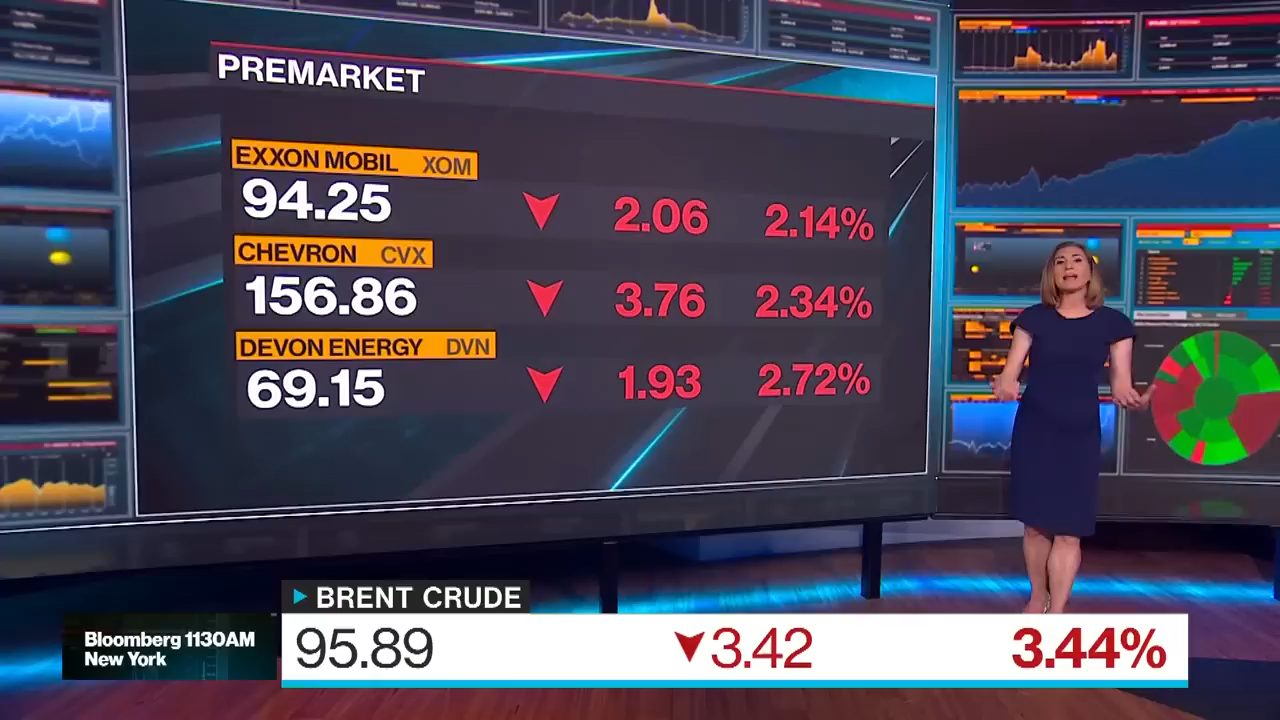 PREMARKET
EXXON MOBIL XOM
94.25 2.06 2.14%
CHEVRON CVX
156.86 3.76 2.34%
DEVON ENERGY DVN
69.15 1.93 2.72%
BRENT CRUDE
Bloomberg 1130AM
New York
95.89 3.42 3.44%